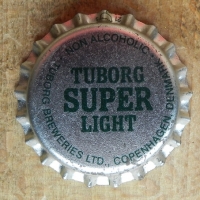 TUBORG
SUPER
LIGHT
NON ALCOHOLIC
TUBORG BREWERIES LTD., COPENHAGEN, DENMARK